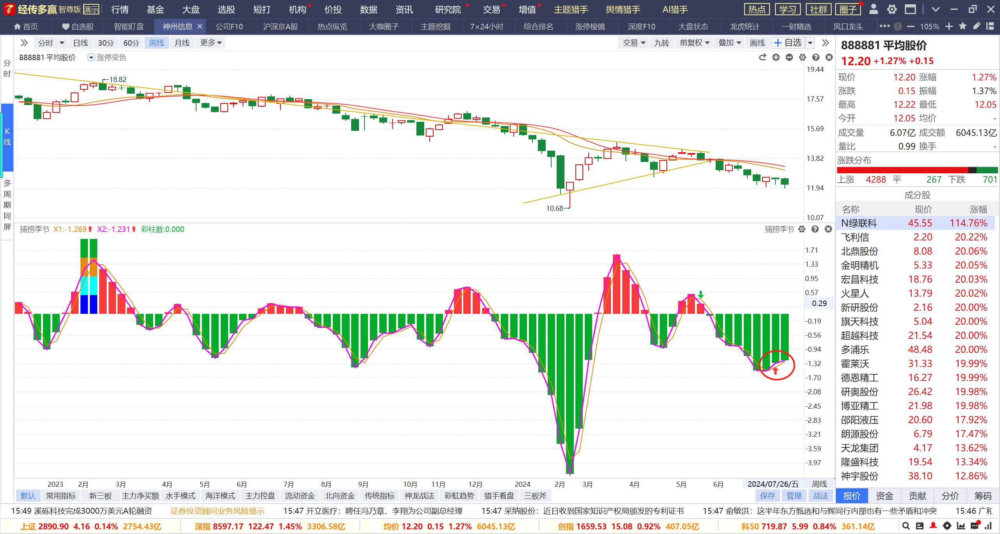 经传多赢 智尊版 演示 行情 基金 大盘 选股 短打 机构 价投 数据 资讯 研究院 交易 增值 主题猎手 舆情猎手 AI猎手 热点 学习 社群 圈子
首页 自选股 智能盯盘 神州信息 公司F10 沪深京A股 热点纵览 大咖圈子 主题挖掘 7×24小时 综合排名 涨停棱镜 深度F10 大盘状态 龙虎统计 一财精选 风口龙头 105%
分时 日线 30分 60分 周线 月线 更多 交易 九转 前复权 叠加 画线 自选
888881 平均股价 涨停变色
分时
K线
多周期同屏
19.44
18.82
17.57
15.69
13.82
11.94
10.68
10.07
捕捞季节 X1:-1.269 X2:-1.231 彩柱数:0.000 捕捞季节
1.71
1.33
0.95
0.57
0.29
-0.19
-0.56
-0.94
-1.32
-1.70
-2.08
-2.45
-2.83
-3.21
-3.59
-3.97
2023 2月 3月 4月 5月 6月 7月 8月 9月 10月 11月 12月 2024 2月 3月 4月 5月 6月 2024/07/26/五 周线
默认 常用指标 新三板 主力净买额 水手模式 海洋模式 主力控盘 流动资金 北向资金 传统指标 神龙战法 彩虹趋势 猎手看盘 三板斧 保存 管理 战法
888881 平均股价
12.20 +1.27% +0.15
现价 12.20 涨幅 1.27%
涨跌 0.15 振幅 1.37%
最高 12.22 最低 12.05
今开 12.05 均价 -
成交量 6.07亿 成交额 6045.13亿
量比 0.99 换手 -
涨跌分布
上涨 4288 平 267 下跌 701
成分股
名称 现价 涨幅
N绿联科 45.55 114.76%
飞利信 2.20 20.22%
北鼎股份 8.08 20.06%
金明精机 5.33 20.05%
宏昌科技 18.76 20.03%
火星人 13.79 20.02%
新研股份 2.16 20.00%
旗天科技 5.04 20.00%
超越科技 21.54 20.00%
多浦乐 48.48 20.00%
霍莱沃 31.33 19.99%
德恩精工 16.27 19.99%
研奥股份 26.42 19.98%
博亚精工 21.98 19.98%
邵阳液压 20.60 17.92%
朗源股份 6.79 17.47%
天龙集团 4.17 13.62%
隆盛科技 19.54 13.34%
神宇股份 38.10 12.86%
报价 资金 贡献 分价 筹码
15:49 溪砾科技完成3000万美元A轮融资 证券投资顾问业务风险提示 15:47 开立医疗：聘任冯乃章、李翔为公司副总经理 15:47 采纳股份：近日收到国家知识产权局颁发的专利证书 15:47 俞敏洪：这半年东方甄选和与辉同行内部也有一些矛盾和冲突 15:46 广和
上证 2890.90 4.16 0.14% 2754.43亿 深指 8597.17 122.47 1.45% 3306.58亿 均价 12.20 0.15 1.27% 6045.13亿 创指 1659.53 15.08 0.92% 407.05亿 科50 719.87 5.99 0.84% 361.14亿